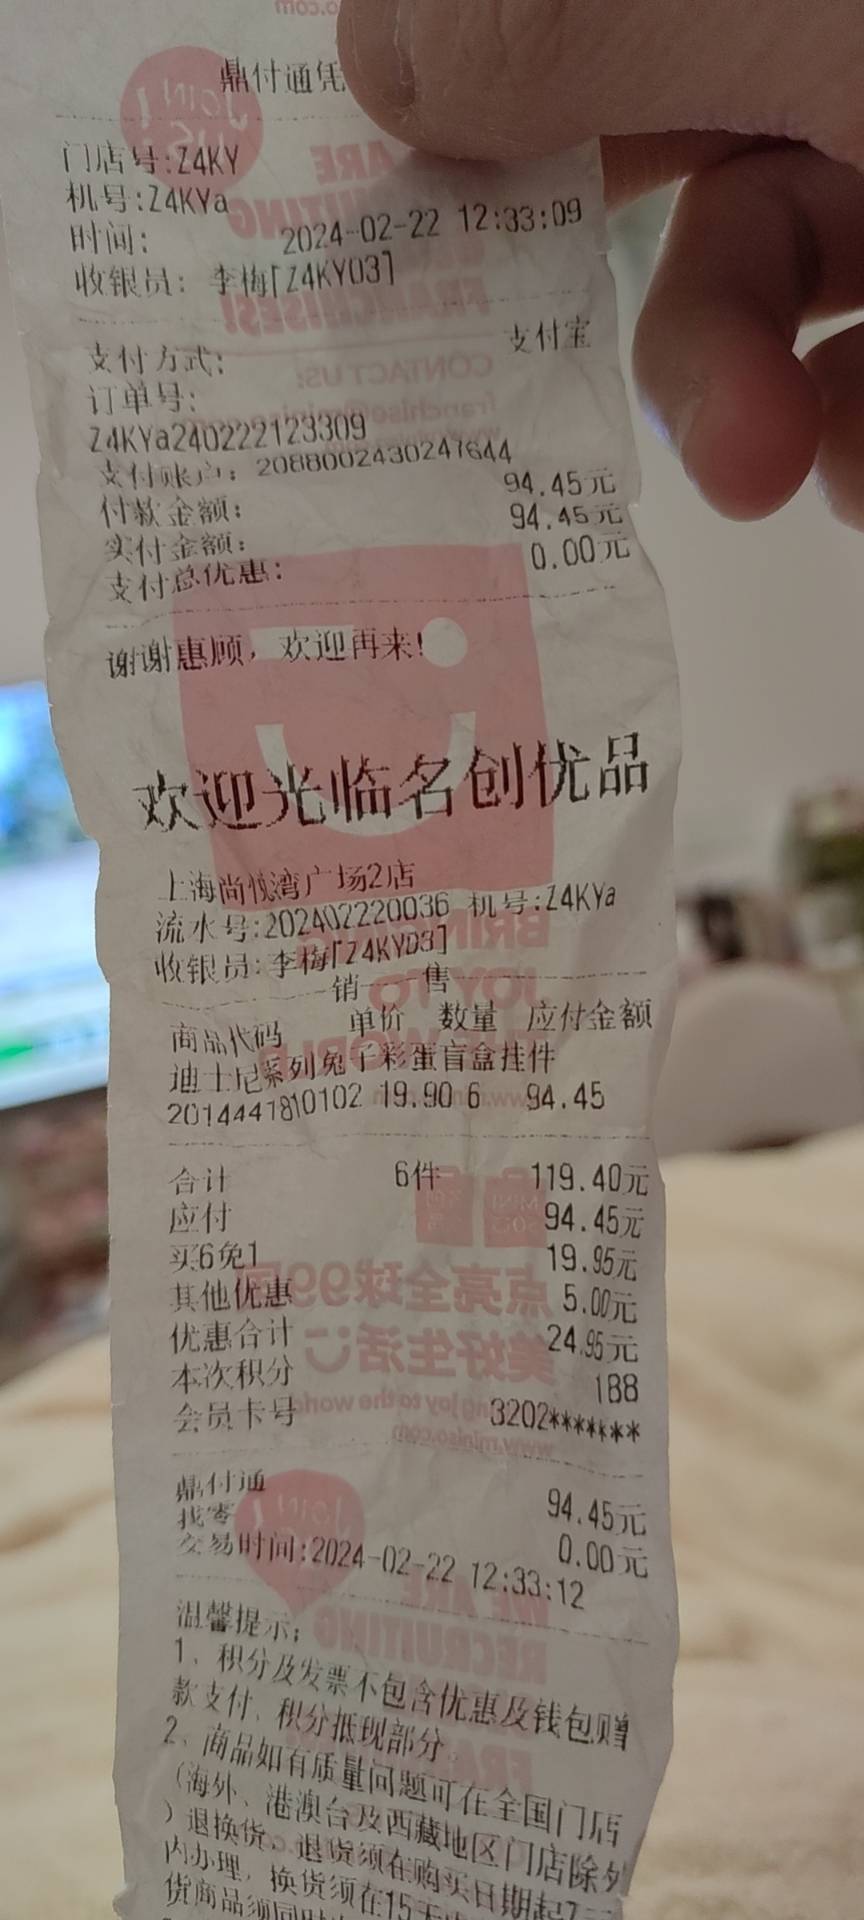 鼎付通凭
门店号:Z4KY
机号:Z4KYa
时间: 2024-02-22 12:33:09
收银员: 李梅[Z4KY03]
支付方式: 支付宝
订单号:
Z4KYa240222123309
支付账户: 2088002430247644
付款金额: 94.45元
实付金额: 94.45元
支付总优惠: 0.00元
谢谢惠顾，欢迎再来!
欢迎光临名创优品
上海尚悦湾广场2店
流水号:202402220036 机号:Z4KYa
收银员:李梅[Z4KY03]
销售
商品代码 单价 数量 应付金额
迪士尼系列兔子彩蛋盲盒挂件
2014447810102 19.90 6 94.45
合计 6件 119.40元
应付 94.45元
买6免1 19.95元
其他优惠 5.00元
优惠合计 24.95元
本次积分 188
会员卡号 3202*******
鼎付通 94.45元
找零 0.00元
交易时间:2024-02-22 12:33:12
温馨提示:
1、积分及发票不包含优惠及钱包赠
款支付、积分抵现部分
2、商品如有质量问题可在全国门店
(海外、港澳台及西藏地区门店除外
)退换货，退货须在购买日期起7
内办理，换货须在15天
货商品须同时